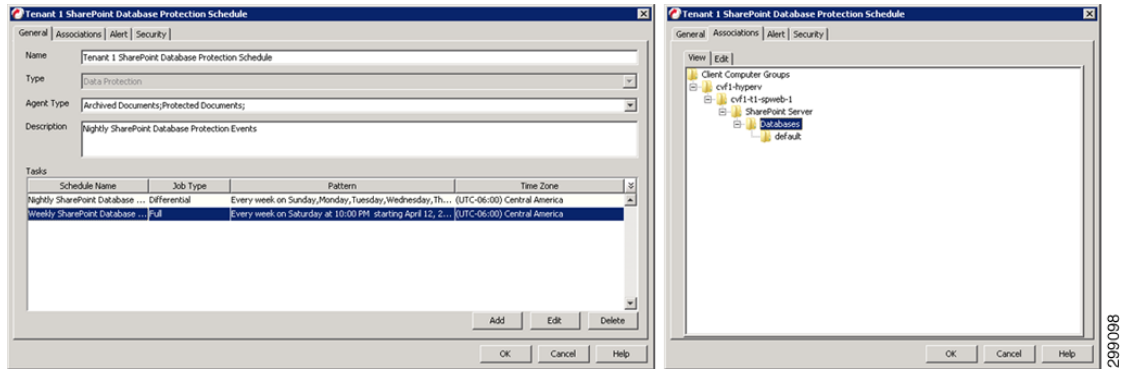 Tenant 1 SharePoint Database Protection Schedule
General Associations Alert Security
Name Tenant 1 SharePoint Database Protection Schedule
Type Data Protection
Agent Type Archived Documents;Protected Documents;
Description Nightly SharePoint Database Protection Events
Tasks
Schedule Name Job Type Pattern Time Zone
Nightly SharePoint Database ... Differential Every week on Sunday,Monday,Tuesday,Wednesday,Th... (UTC-06:00) Central America
Weekly SharePoint Database ... Full Every week on Saturday at 10:00 PM starting April 12, 2... (UTC-06:00) Central America
Add Edit Delete
OK Cancel Help
Tenant 1 SharePoint Database Protection Schedule
General Associations Alert Security
View Edit
Client Computer Groups
cvf1-hyperv
cvf1-t1-spweb-1
SharePoint Server
Databases
default
OK Cancel Help
299098